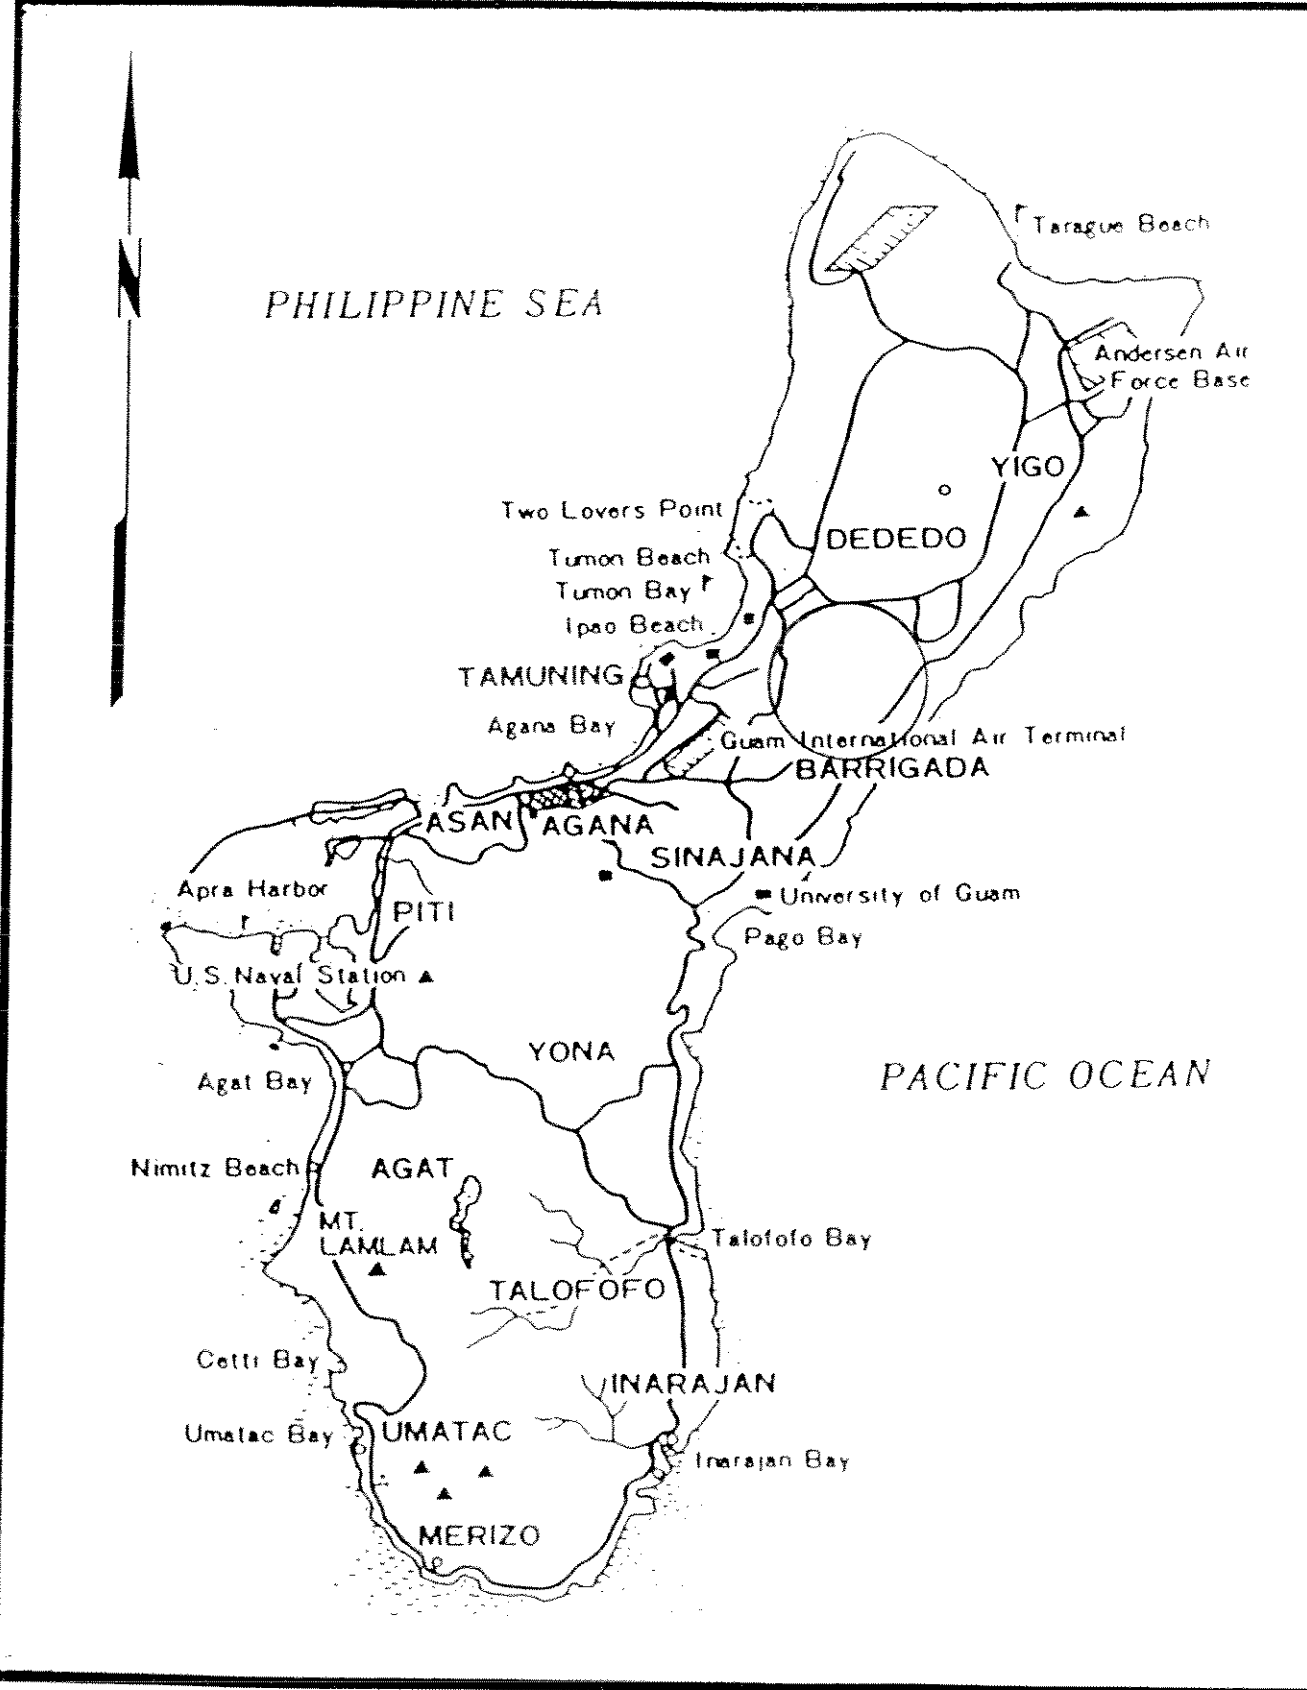 Tarague Beach
N
PHILIPPINE SEA
Andersen Air
Force Base
YIGO
Two Lovers Point
DEDEDO
Tumon Beach
Tumon Bay
Ipao Beach
TAMUNING
Agana Bay
Guam International Air Terminal
BARRIGADA
ASAN
AGANA
SINAJANA
Apra Harbor
University of Guam
PITI
Pago Bay
U.S. Naval Station
YONA
PACIFIC OCEAN
Agat Bay
Nimitz Beach
AGAT
MT.
LAMLAM
Talofofo Bay
TALOFOFO
Cetti Bay
INARAJAN
Umatac Bay
UMATAC
Inarajan Bay
MERIZO